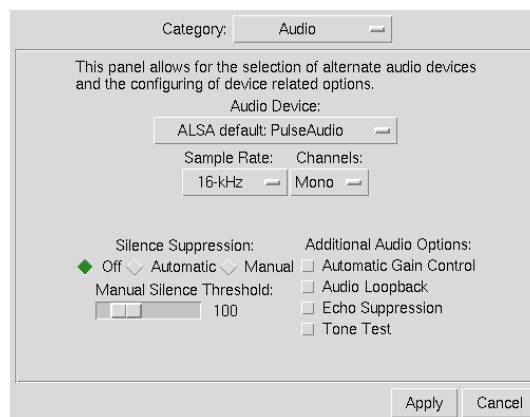 Category: Audio
This panel allows for the selection of alternate audio devices
and the configuring of device related options.
Audio Device:
ALSA default: PulseAudio
Sample Rate: Channels:
16-kHz Mono
Silence Suppression:
Off Automatic Manual
Manual Silence Threshold:
100
Additional Audio Options:
Automatic Gain Control
Audio Loopback
Echo Suppression
Tone Test
Apply Cancel